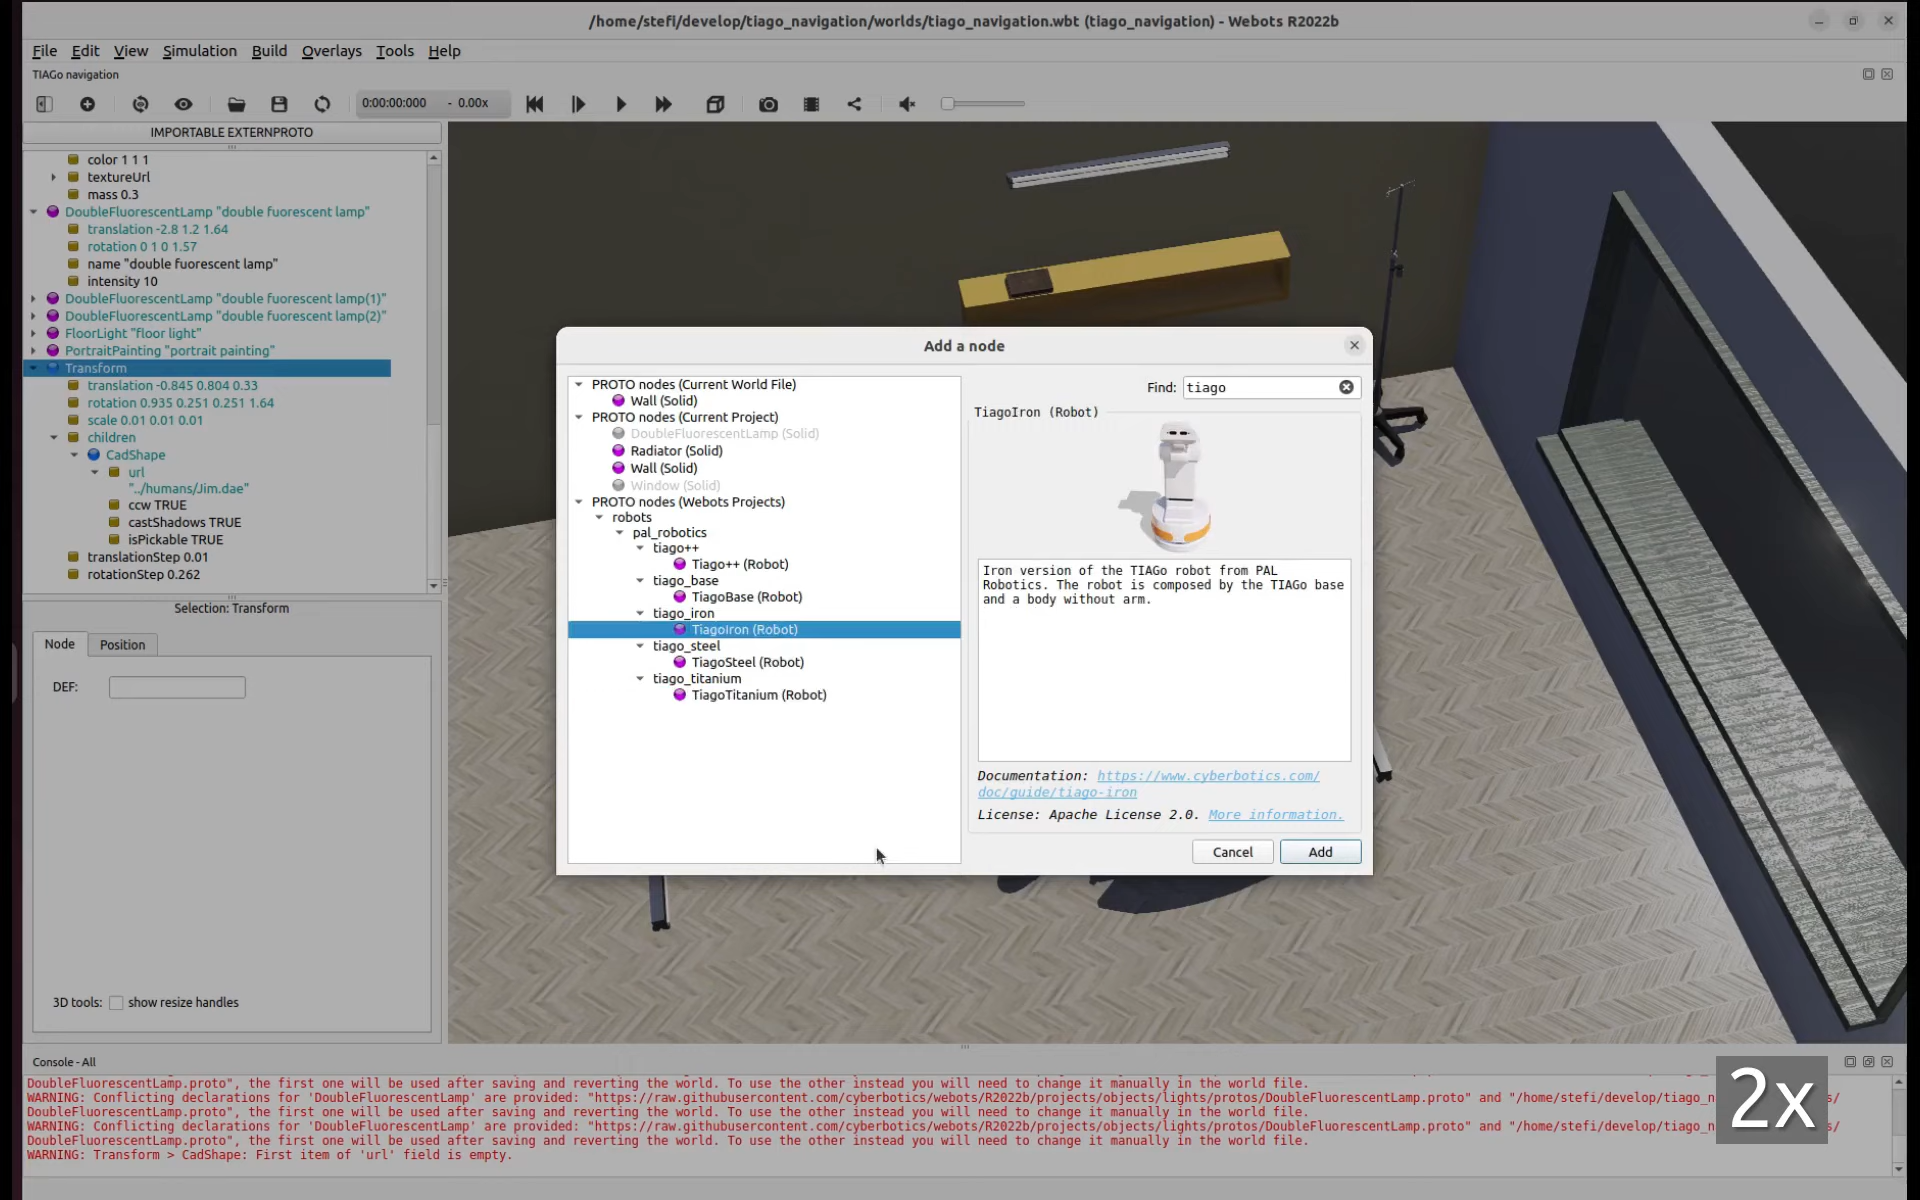 /home/stefi/develop/tiago_navigation/worlds/tiago_navigation.wbt (tiago_navigation) - Webots R2022b
File Edit View Simulation Build Overlays Tools Help
TIAGo navigation
0:00:00:000 - 0.00x
IMPORTABLE EXTERNPROTO
color 1 1 1
textureUrl
mass 0.3
DoubleFluorescentLamp "double fuorescent lamp"
translation -2.8 1.2 1.64
rotation 0 1 0 1.57
name "double fuorescent lamp"
intensity 10
DoubleFluorescentLamp "double fuorescent lamp(1)"
DoubleFluorescentLamp "double fuorescent lamp(2)"
FloorLight "floor light"
PortraitPainting "portrait painting"
Transform
translation -0.845 0.804 0.33
rotation 0.935 0.251 0.251 1.64
scale 0.01 0.01 0.01
children
CadShape
url
"../humans/Jim.dae"
ccw TRUE
castShadows TRUE
isPickable TRUE
translationStep 0.01
rotationStep 0.262
Selection: Transform
Node Position
DEF:
3D tools: show resize handles
Add a node
PROTO nodes (Current World File)
Wall (Solid)
PROTO nodes (Current Project)
DoubleFluorescentLamp (Solid)
Radiator (Solid)
Wall (Solid)
Window (Solid)
PROTO nodes (Webots Projects)
robots
pal_robotics
tiago++
Tiago++ (Robot)
tiago_base
TiagoBase (Robot)
tiago_iron
TiagoIron (Robot)
tiago_steel
TiagoSteel (Robot)
tiago_titanium
TiagoTitanium (Robot)
Find: tiago
TiagoIron (Robot)
Iron version of the TIAGo robot from PAL
Robotics. The robot is composed by the TIAGo base
and a body without arm.
Documentation: https://www.cyberbotics.com/
doc/guide/tiago-iron
License: Apache License 2.0. More information.
Cancel Add
Console - All
DoubleFluorescentLamp.proto", the first one will be used after saving and reverting the world. To use the other instead you will need to change it manually in the world file.
WARNING: Conflicting declarations for 'DoubleFluorescentLamp' are provided: "https://raw.githubusercontent.com/cyberbotics/webots/R2022b/projects/objects/lights/protos/DoubleFluorescentLamp.proto" and "/home/stefi/develop/tiago_n
DoubleFluorescentLamp.proto", the first one will be used after saving and reverting the world. To use the other instead you will need to change it manually in the world file.
WARNING: Conflicting declarations for 'DoubleFluorescentLamp' are provided: "https://raw.githubusercontent.com/cyberbotics/webots/R2022b/projects/objects/lights/protos/DoubleFluorescentLamp.proto" and "/home/stefi/develop/tiago_n
DoubleFluorescentLamp.proto", the first one will be used after saving and reverting the world. To use the other instead you will need to change it manually in the world file.
WARNING: Transform > CadShape: First item of 'url' field is empty.
2x